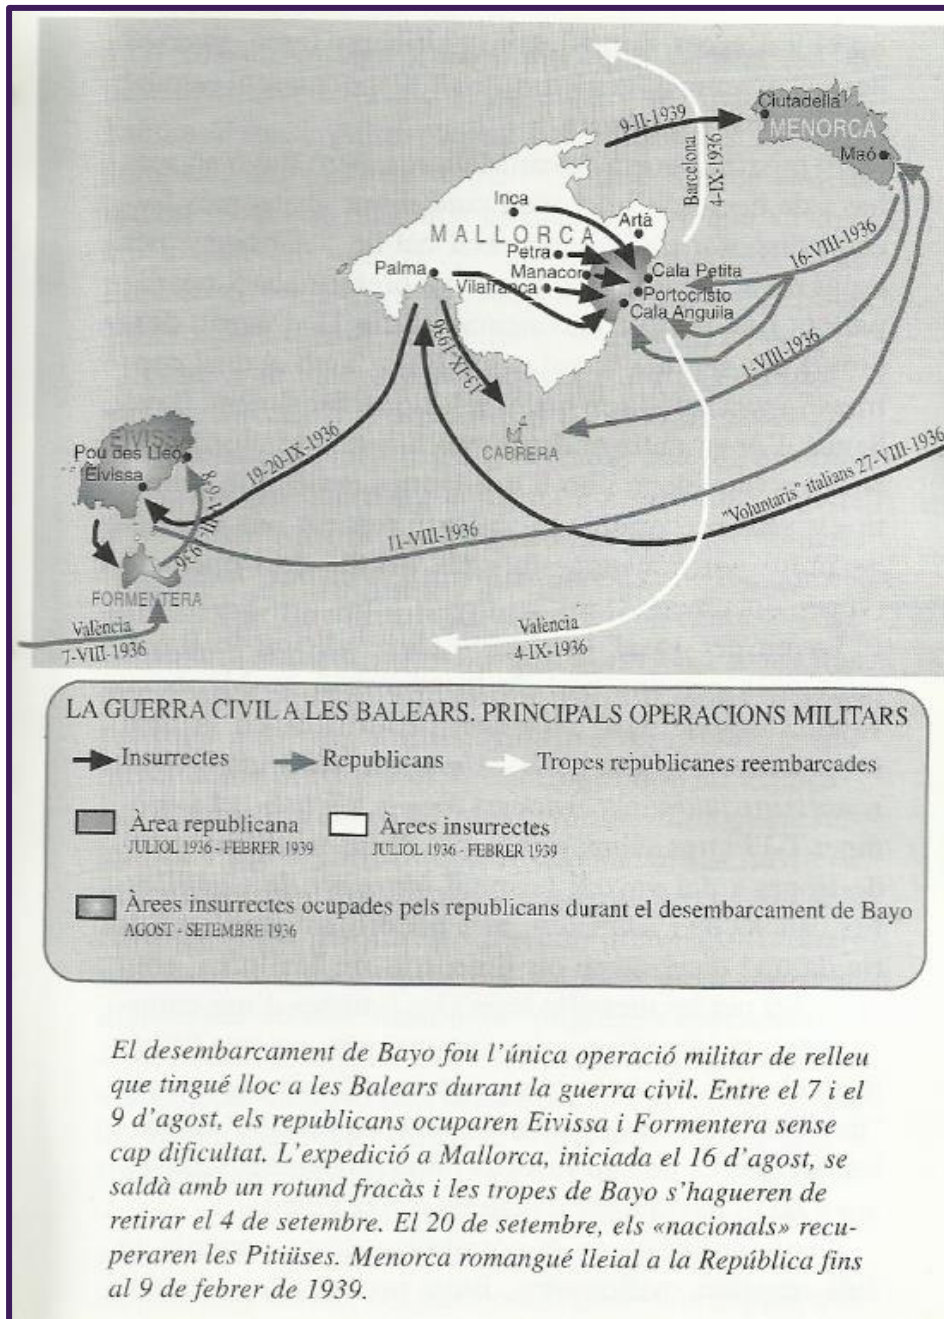 9-II-1939
Ciutadella
MENORCA
Maó
Barcelona
4-IX-1936
Inca
Artà
MALLORCA
Petra
Manacor
Vilafranca
Palma
Cala Petita
Portocristo
Cala Anguila
16-VIII-1936
1-VIII-1936
13-IX-1936
CABRERA
EIVISSA
Pou des Lleó
Eivissa
19-20-IX-1936
8-9-VIII-1936
"Voluntaris" italians 27-VIII-1936
11-VIII-1936
FORMENTERA
València
7-VIII-1936
València
4-IX-1936
LA GUERRA CIVIL A LES BALEARS. PRINCIPALS OPERACIONS MILITARS
Insurrectes
Republicans
Tropes republicanes reembarcades
Àrea republicana
JULIOL 1936 - FEBRER 1939
Àrees insurrectes
JULIOL 1936 - FEBRER 1939
Àrees insurrectes ocupades pels republicans durant el desembarcament de Bayo
AGOST - SETEMBRE 1936
El desembarcament de Bayo fou l'única operació militar de relleu
que tingué lloc a les Balears durant la guerra civil. Entre el 7 i el
9 d'agost, els republicans ocuparen Eivissa i Formentera sense
cap dificultat. L'expedició a Mallorca, iniciada el 16 d'agost, se
saldà amb un rotund fracàs i les tropes de Bayo s'hagueren de
retirar el 4 de setembre. El 20 de setembre, els «nacionals» recu-
peraren les Pitiüses. Menorca romangué lleial a la República fins
al 9 de febrer de 1939.